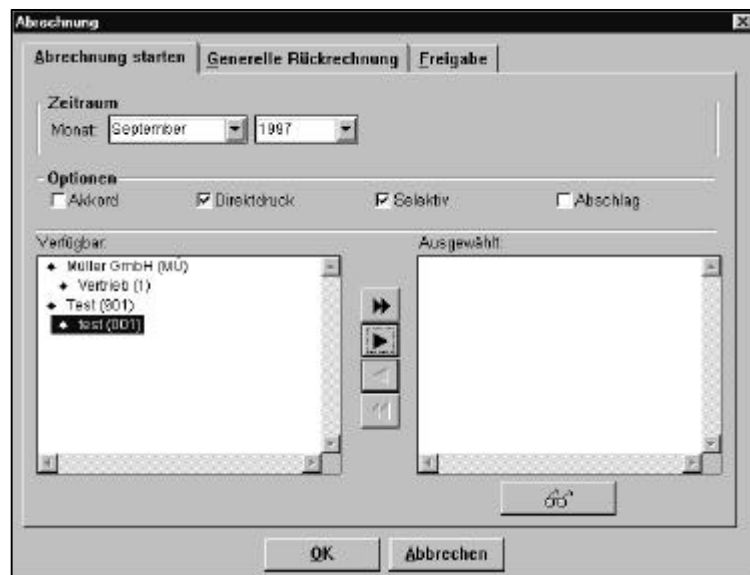 Abrechnung
Abrechnung starten Generelle Rückrechnung Freigabe
Zeitraum
Monat: September 1997
Optionen
Akkord Direktdruck Selektiv Abschlag
Verfügbar: Ausgewählt:
Müller GmbH (MÜ)
Vertrieb (1)
Test (901)
test (001)
OK Abbrechen